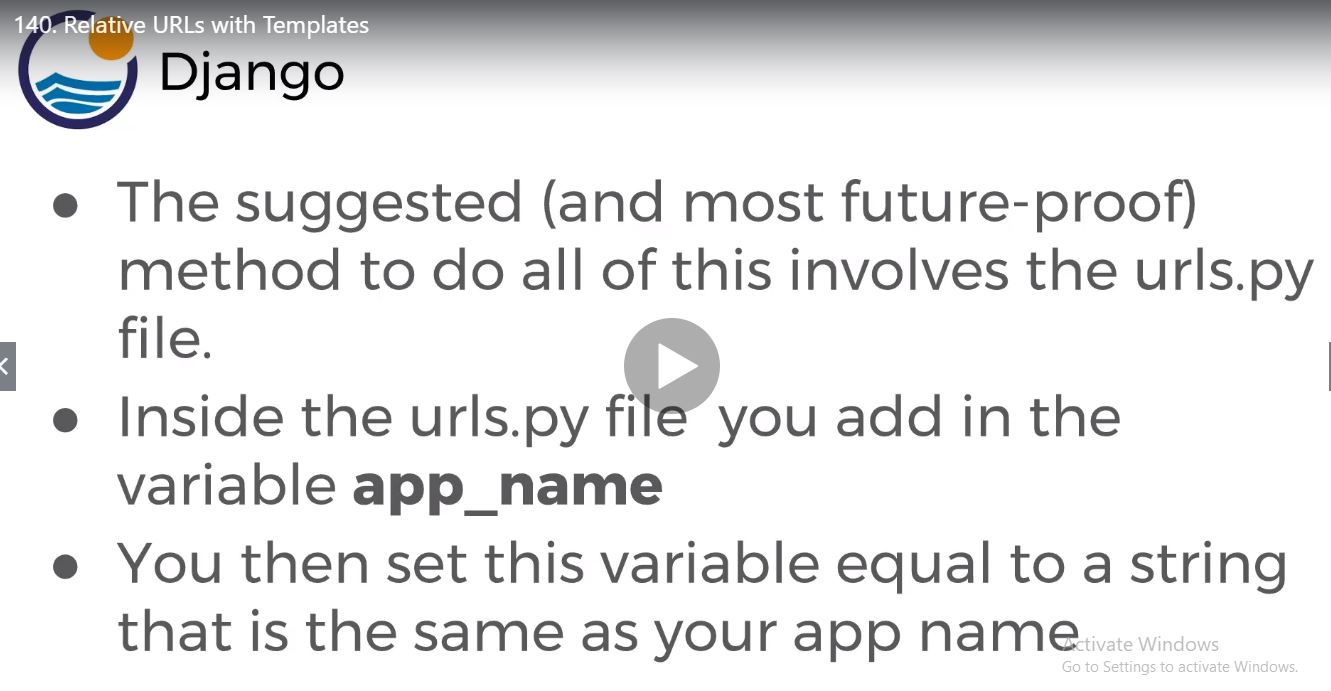 140. Relative URLs with Templates
Django
● The suggested (and most future-proof)
method to do all of this involves the urls.py
file.
● Inside the urls.py file you add in the
variable app_name
● You then set this variable equal to a string
that is the same as your app name
Activate Windows
Go to Settings to activate Windows.